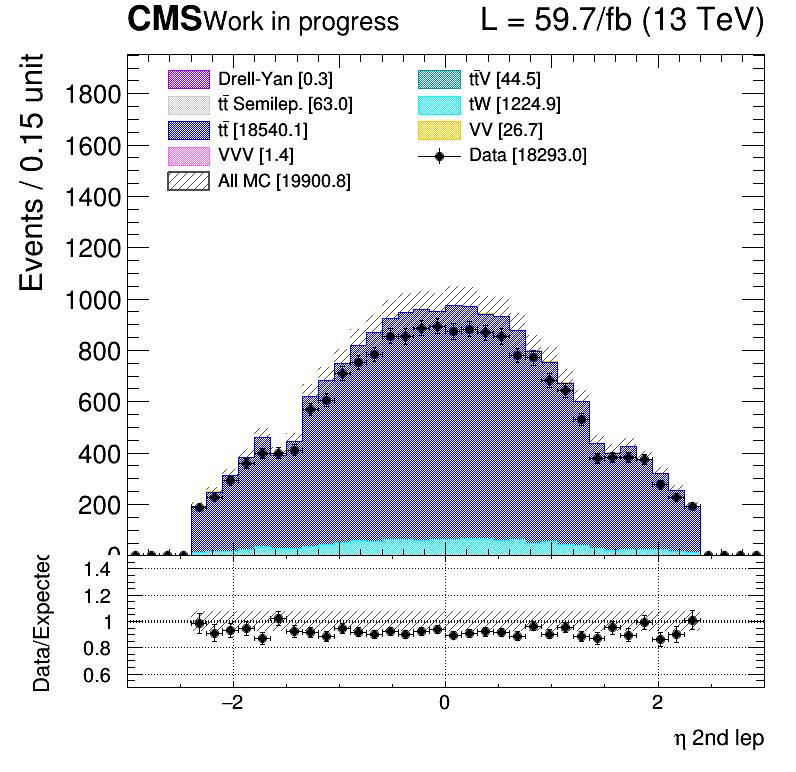 CMS Work in progress L = 59.7/fb (13 TeV)
Events / 0.15 unit
Drell-Yan [0.3]
tt̄V [44.5]
tt̄ Semilep. [63.0]
tW [1224.9]
tt̄ [18540.1]
VV [26.7]
VVV [1.4]
Data [18293.0]
All MC [19900.8]
1800
1600
1400
1200
1000
800
600
400
200
0
Data/Expected
1.4
1.2
1
0.8
0.6
−2 0 2
η 2nd lep